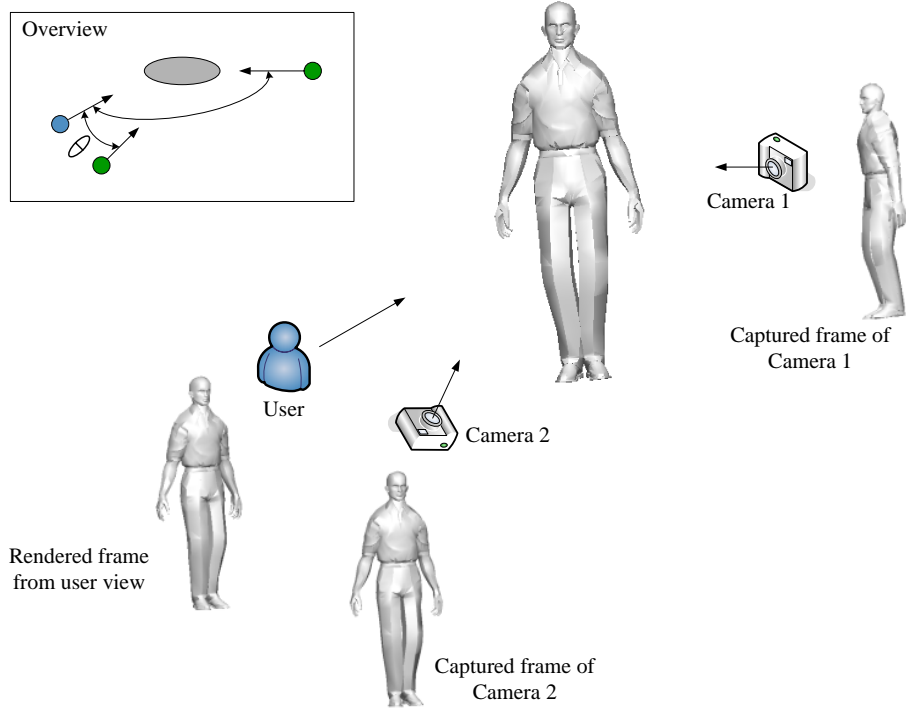 Overview
Θ
Camera 1
Captured frame of
Camera 1
User
Camera 2
Rendered frame
from user view
Captured frame of
Camera 2